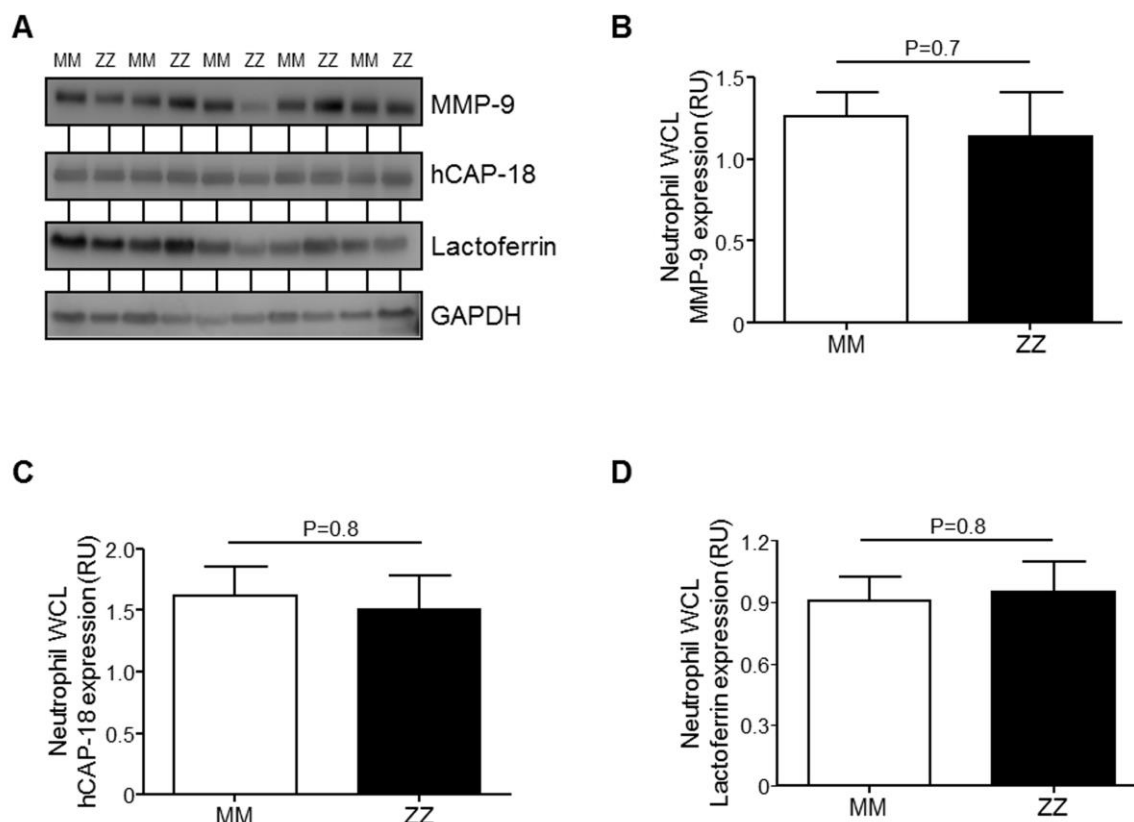 A
MM ZZ MM ZZ MM ZZ MM ZZ MM ZZ
MMP-9
hCAP-18
Lactoferrin
GAPDH
B
P=0.7
Neutrophil WCL
MMP-9 expression (RU)
1.5
1.0
0.5
0
MM ZZ
C
P=0.8
Neutrophil WCL
hCAP-18 expression (RU)
2.0
1.5
1.0
0.5
0
MM ZZ
D
P=0.8
Neutrophil WCL
Lactoferrin expression (RU)
1.2
0.9
0.6
0.3
0
MM ZZ